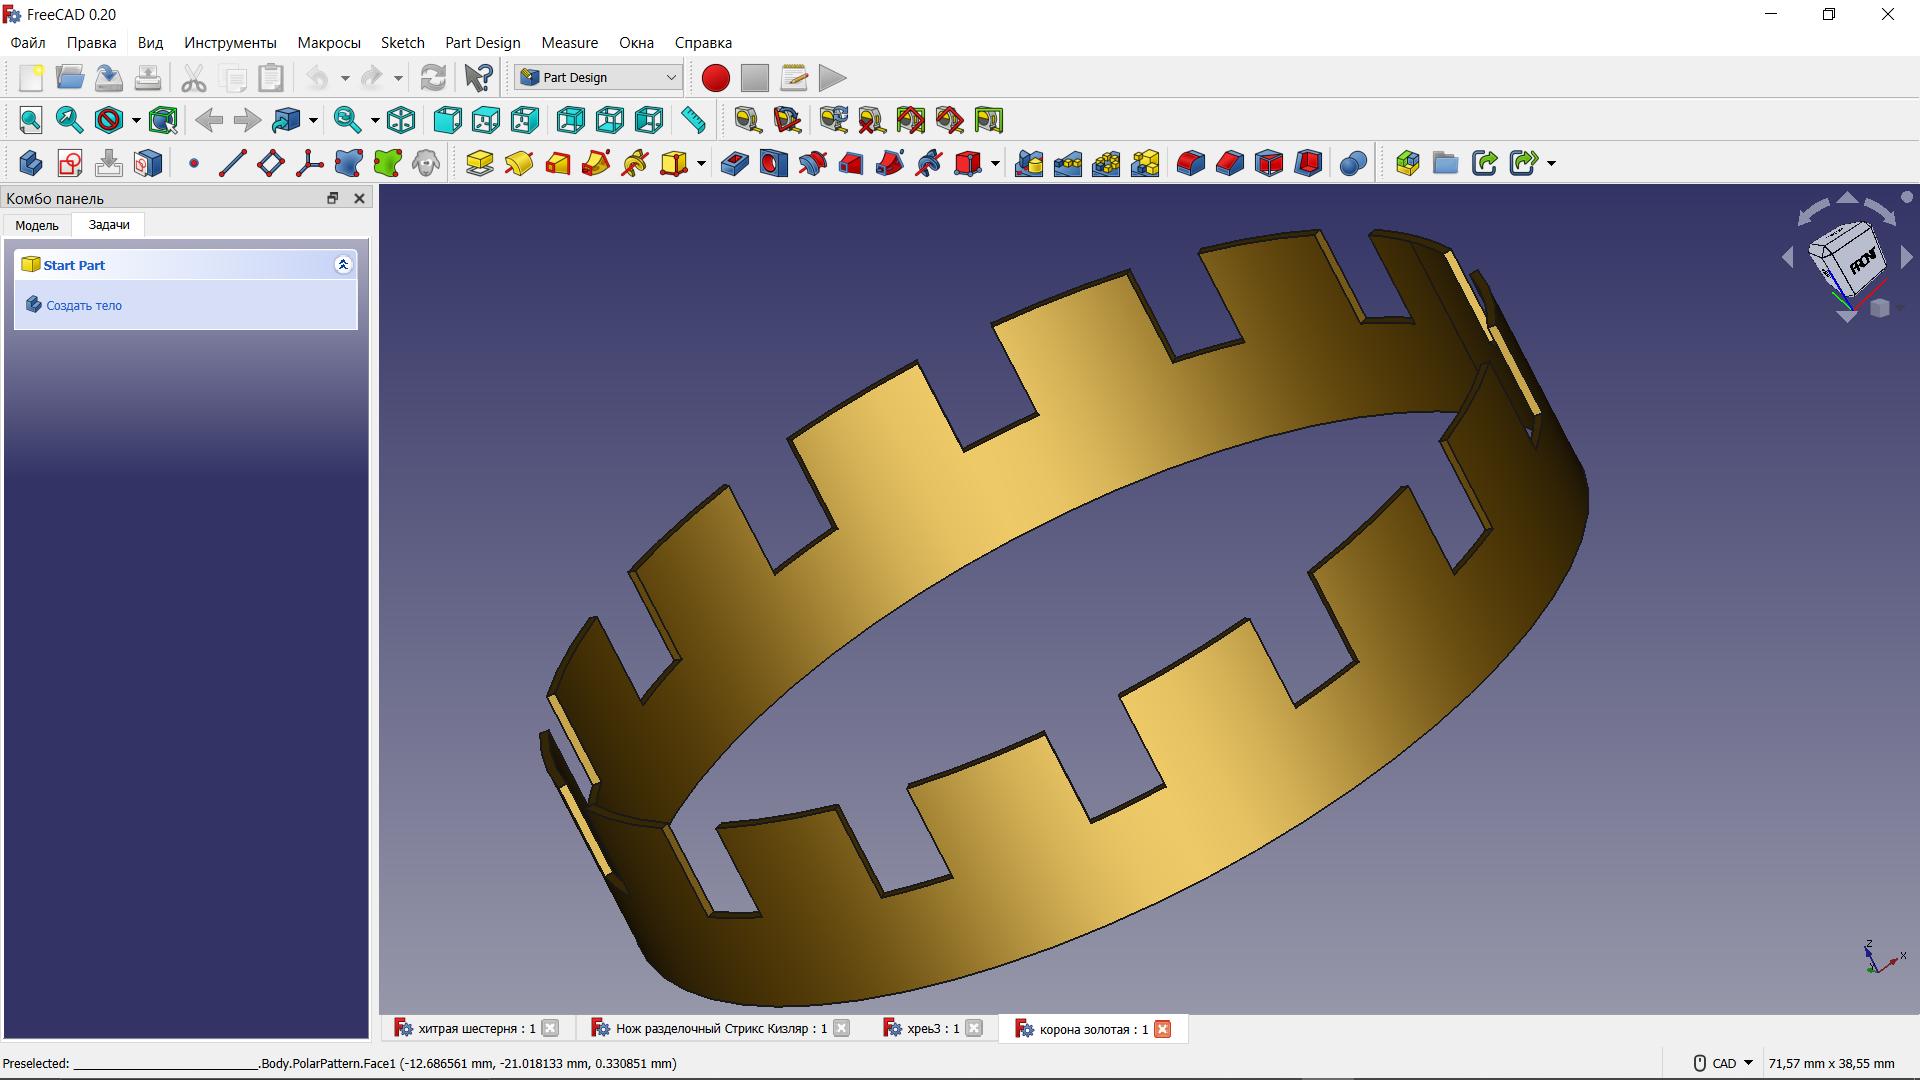 FreeCAD 0.20
Файл Правка Вид Инструменты Макросы Sketch Part Design Measure Окна Справка
Part Design
Комбо панель
Модель Задачи
Start Part
Создать тело
FRONT
Z
X
хитрая шестерня : 1 Нож разделочный Стрикс Кизляр : 1 хреь3 : 1 корона золотая : 1
Preselected: ____________________________.Body.PolarPattern.Face1 (-12.686561 mm, -21.018133 mm, 0.330851 mm) CAD 71,57 mm x 38,55 mm